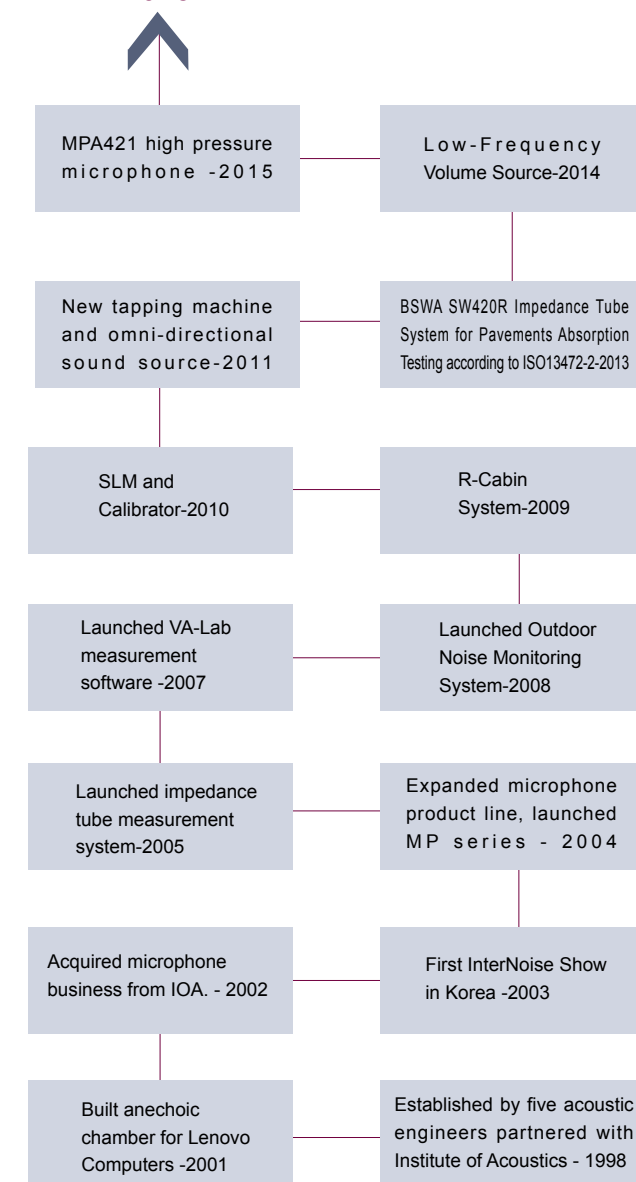 MPA421 high pressure
microphone -2015
Low-Frequency
Volume Source-2014
New tapping machine
and omni-directional
sound source-2011
BSWA SW420R Impedance Tube
System for Pavements Absorption
Testing according to ISO13472-2-2013
SLM and
Calibrator-2010
R-Cabin
System-2009
Launched VA-Lab
measurement
software -2007
Launched Outdoor
Noise Monitoring
System-2008
Launched impedance
tube measurement
system-2005
Expanded microphone
product line, launched
MP series - 2004
Acquired microphone
business from IOA. - 2002
First InterNoise Show
in Korea -2003
Built anechoic
chamber for Lenovo
Computers -2001
Established by five acoustic
engineers partnered with
Institute of Acoustics - 1998